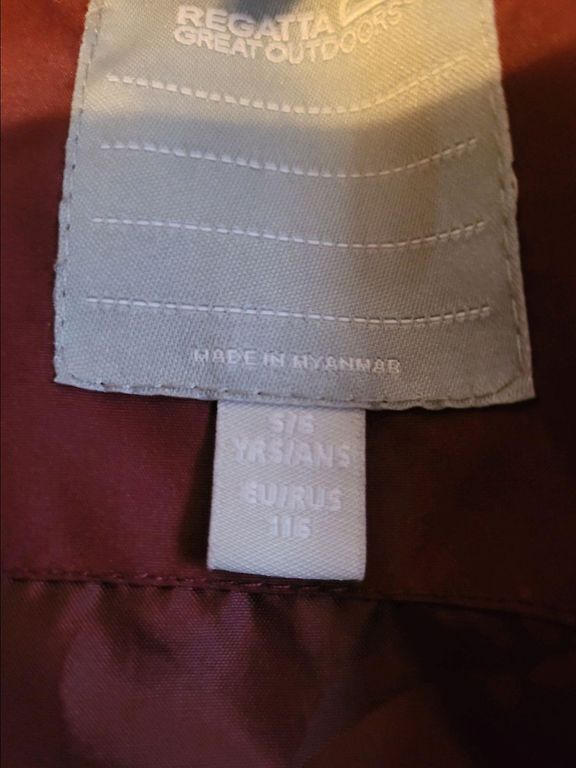 REGATTA
GREAT OUTDOORS
MADE IN MYANMAR
5/6
YRS/ANS
EU/RUS
116